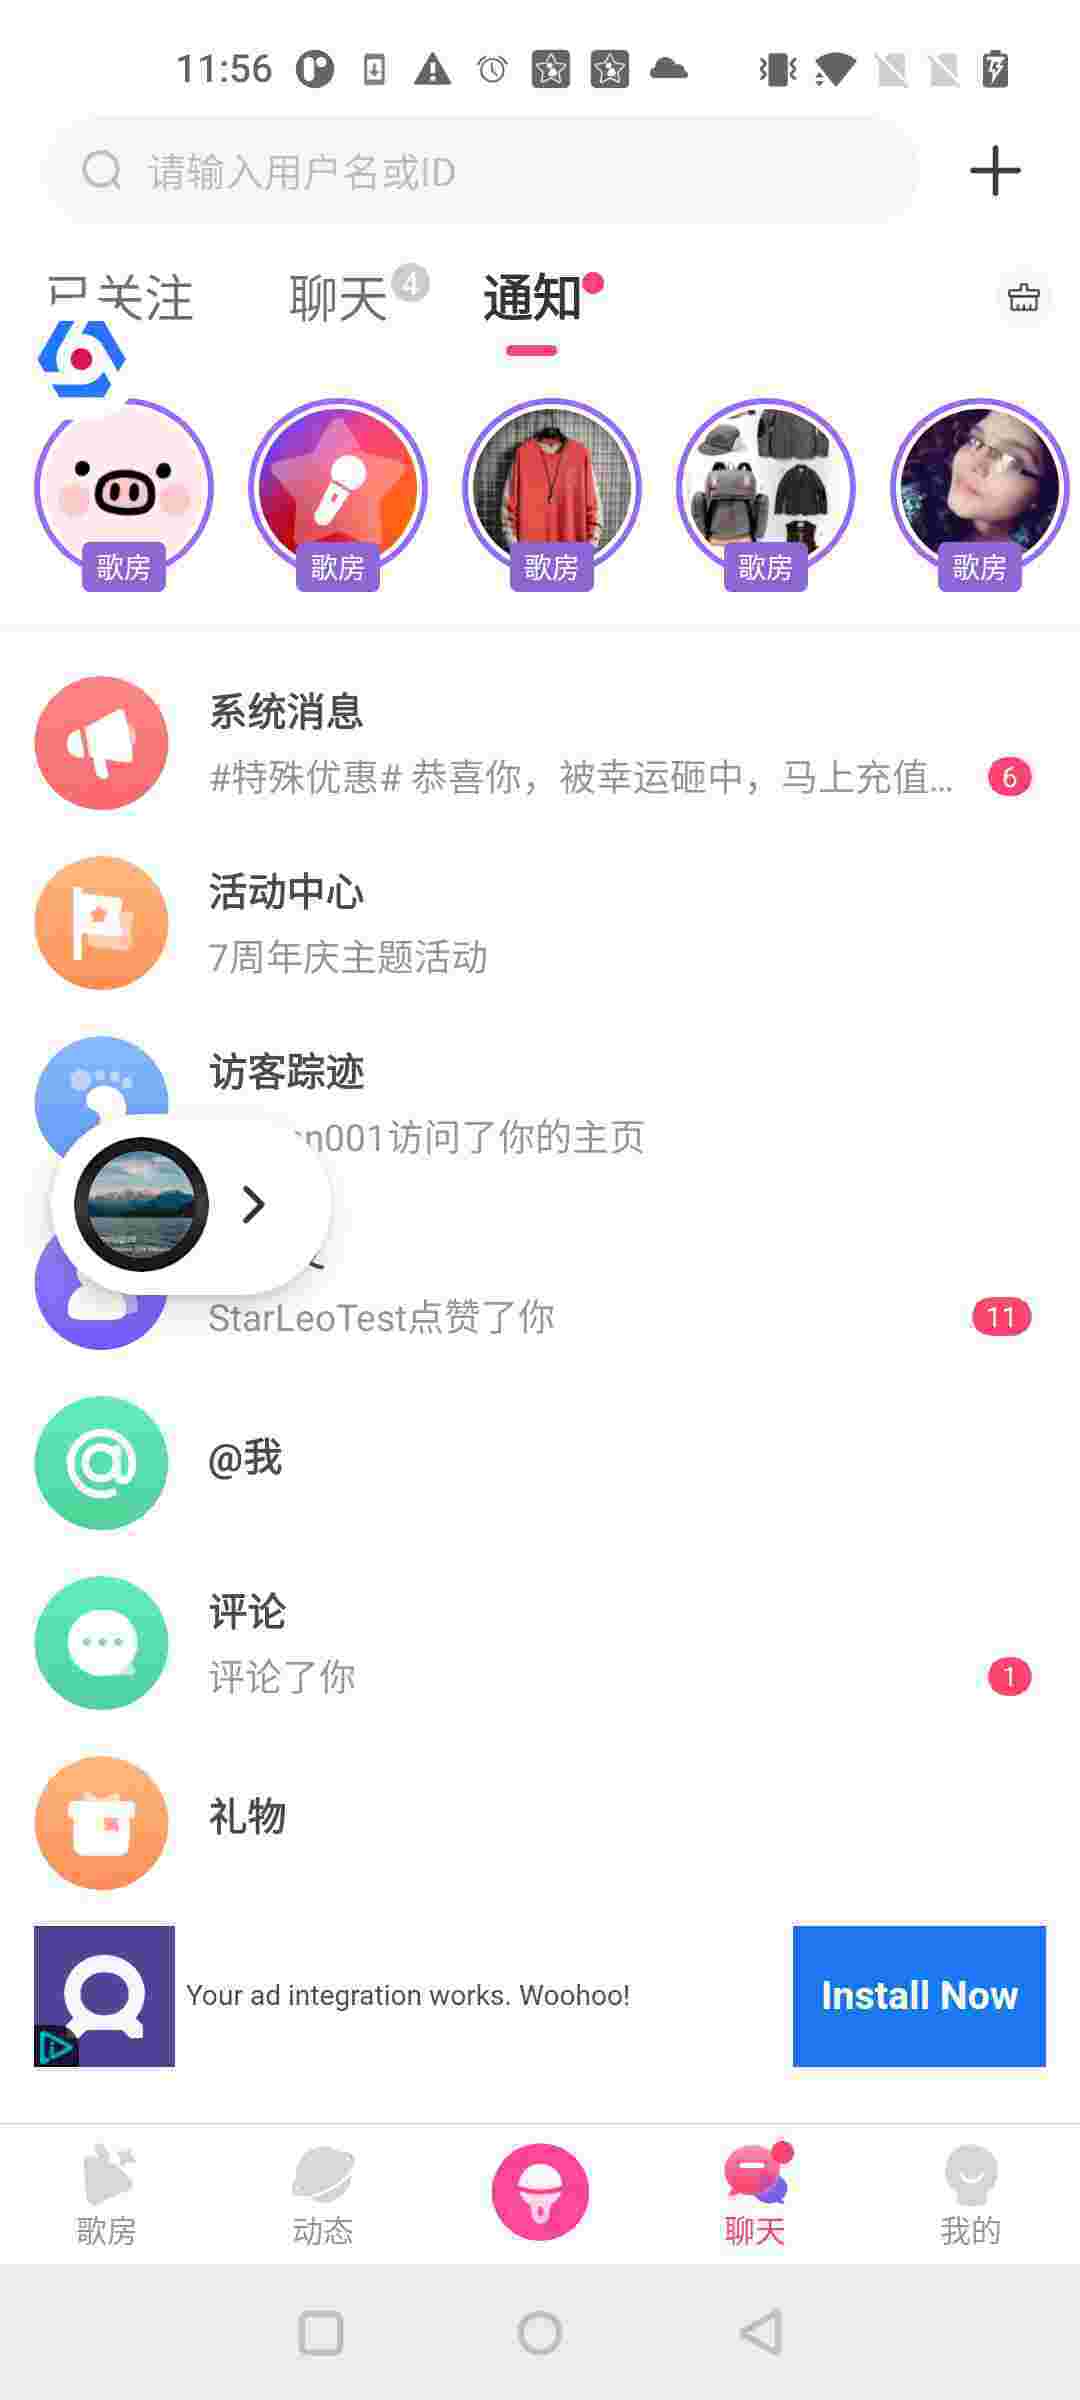 11:56
请输入用户名或ID
已关注 聊天 4 通知
歌房 歌房 歌房 歌房 歌房
系统消息
#特殊优惠# 恭喜你，被幸运砸中，马上充值... 6
活动中心
7周年庆主题活动
访客踪迹
n001访问了你的主页
StarLeoTest点赞了你 11
@我
评论
评论了你 1
礼物
Your ad integration works. Woohoo! Install Now
歌房 动态 聊天 我的